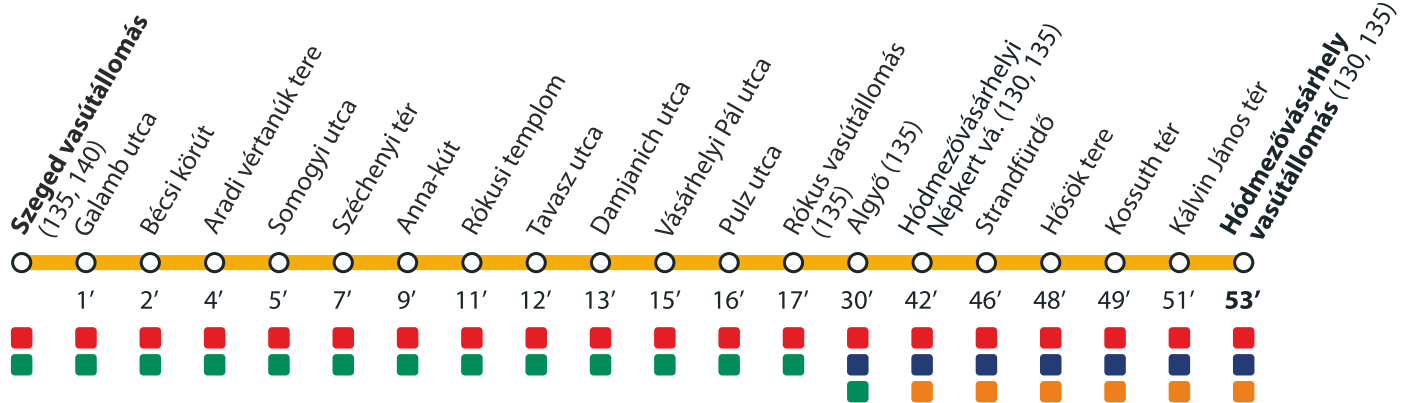 Szeged vasútállomás
(135, 140)
Galamb utca
Bécsi körút
Aradi vértanúk tere
Somogyi utca
Széchenyi tér
Anna-kút
Rókusi templom
Tavasz utca
Damjanich utca
Vásárhelyi Pál utca
Pulz utca
Rókus vasútállomás
(135)
Algyő (135)
Hódmezővásárhelyi
Népkert vá. (130, 135)
Strandfürdő
Hősök tere
Kossuth tér
Kálvin János tér
Hódmezővásárhely
vasútállomás (130, 135)
1’ 2’ 4’ 5’ 7’ 9’ 11’ 12’ 13’ 15’ 16’ 17’ 30’ 42’ 46’ 48’ 49’ 51’ 53’